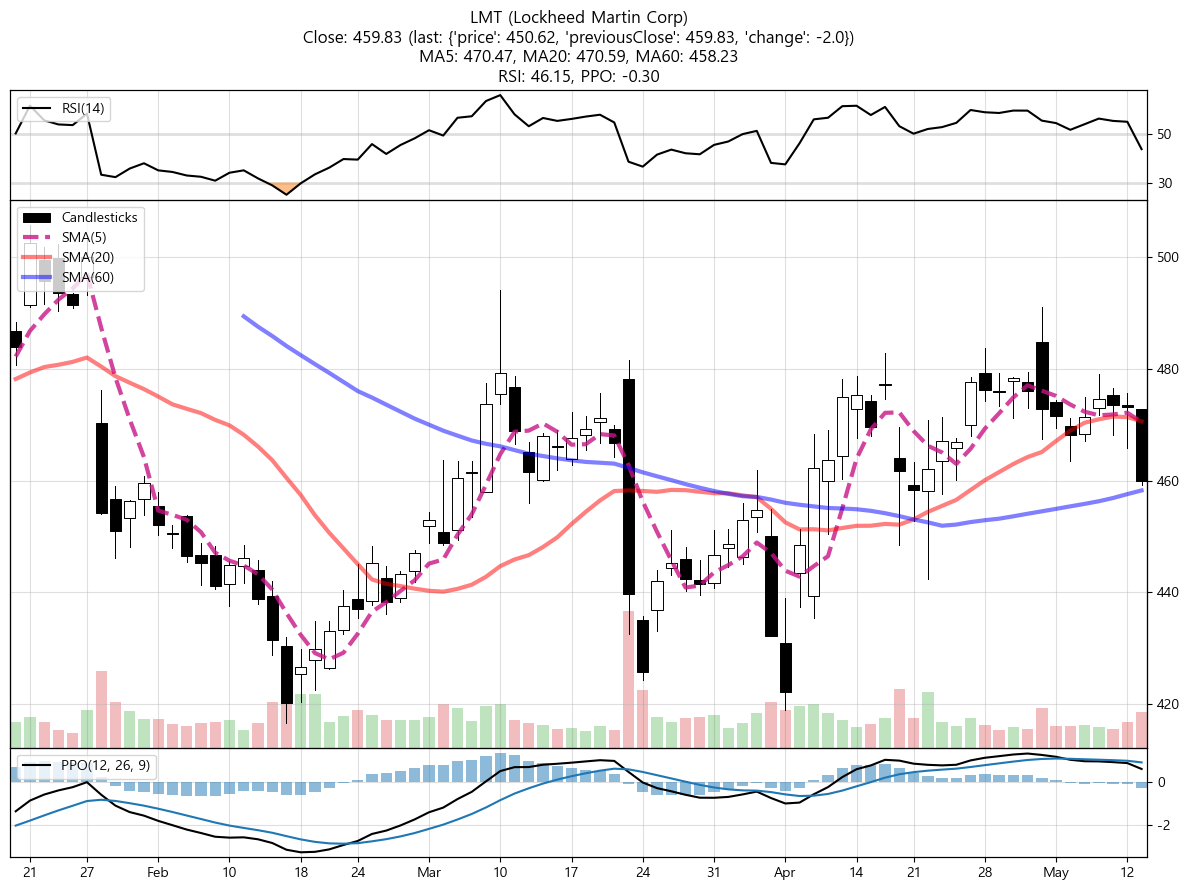 LMT (Lockheed Martin Corp)
Close: 459.83 (last: {'price': 450.62, 'previousClose': 459.83, 'change': -2.0})
MA5: 470.47, MA20: 470.59, MA60: 458.23
RSI: 46.15, PPO: -0.30
RSI(14)
50
30
Candlesticks
SMA(5)
SMA(20)
SMA(60)
500
480
460
440
420
PPO(12, 26, 9)
0
-2
21 27 Feb 10 18 24 Mar 10 17 24 31 Apr 14 21 28 May 12